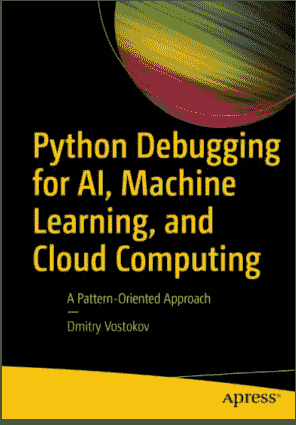 Python Debugging
for AI, Machine
Learning, and
Cloud Computing
A Pattern-Oriented Approach
—
Dmitry Vostokov
Apress®